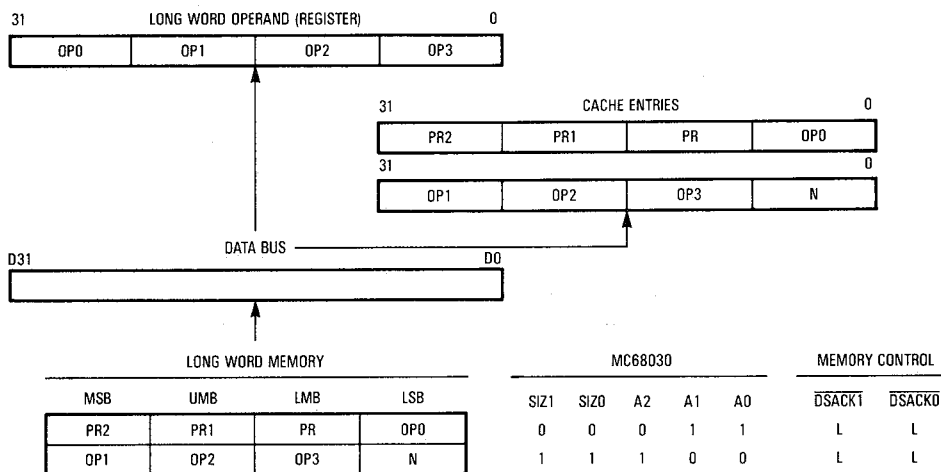 31 LONG WORD OPERAND (REGISTER) 0
OP0 OP1 OP2 OP3
31 CACHE ENTRIES 0
PR2 PR1 PR OP0
31 0
OP1 OP2 OP3 N
DATA BUS
D31 D0
LONG WORD MEMORY MC68030 MEMORY CONTROL
MSB UMB LMB LSB SIZ1 SIZ0 A2 A1 A0 DSACK1 DSACK0
PR2 PR1 PR OP0 0 0 0 1 1 L L
OP1 OP2 OP3 N 1 1 1 0 0 L L